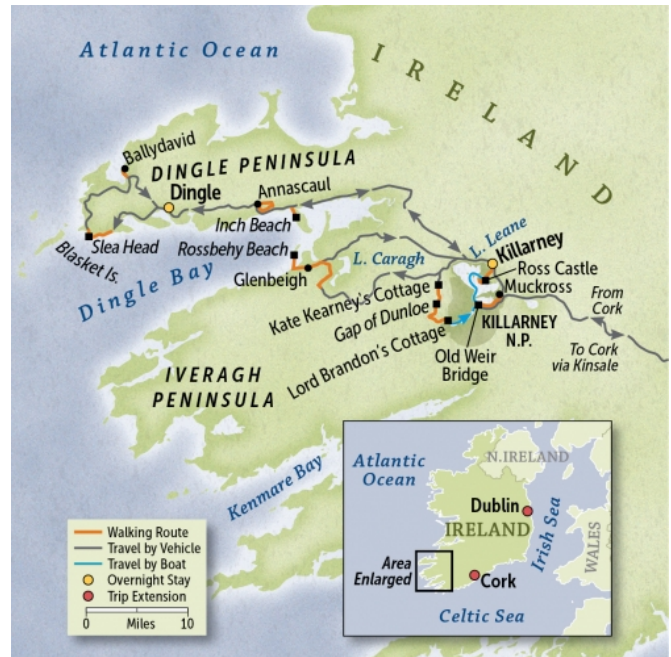 Atlantic Ocean
IRELAND
Ballydavid
DINGLE PENINSULA
Dingle
Annascaul
Inch Beach
Slea Head
Blasket Is.
Rossbehy Beach
Dingle Bay
Glenbeigh
L. Caragh
L. Leane
Killarney
Ross Castle
Muckross
Kate Kearney's Cottage
Gap of Dunloe
Lord Brandon's Cottage
KILLARNEY
N.P.
Old Weir
Bridge
From
Cork
To Cork
via Kinsale
IVERAGH
PENINSULA
Kenmare Bay
Walking Route
Travel by Vehicle
Travel by Boat
Overnight Stay
Trip Extension
0 Miles 10
Atlantic
Ocean
N.IRELAND
Dublin
IRELAND
Irish Sea
WALES
Area
Enlarged
Cork
Celtic Sea